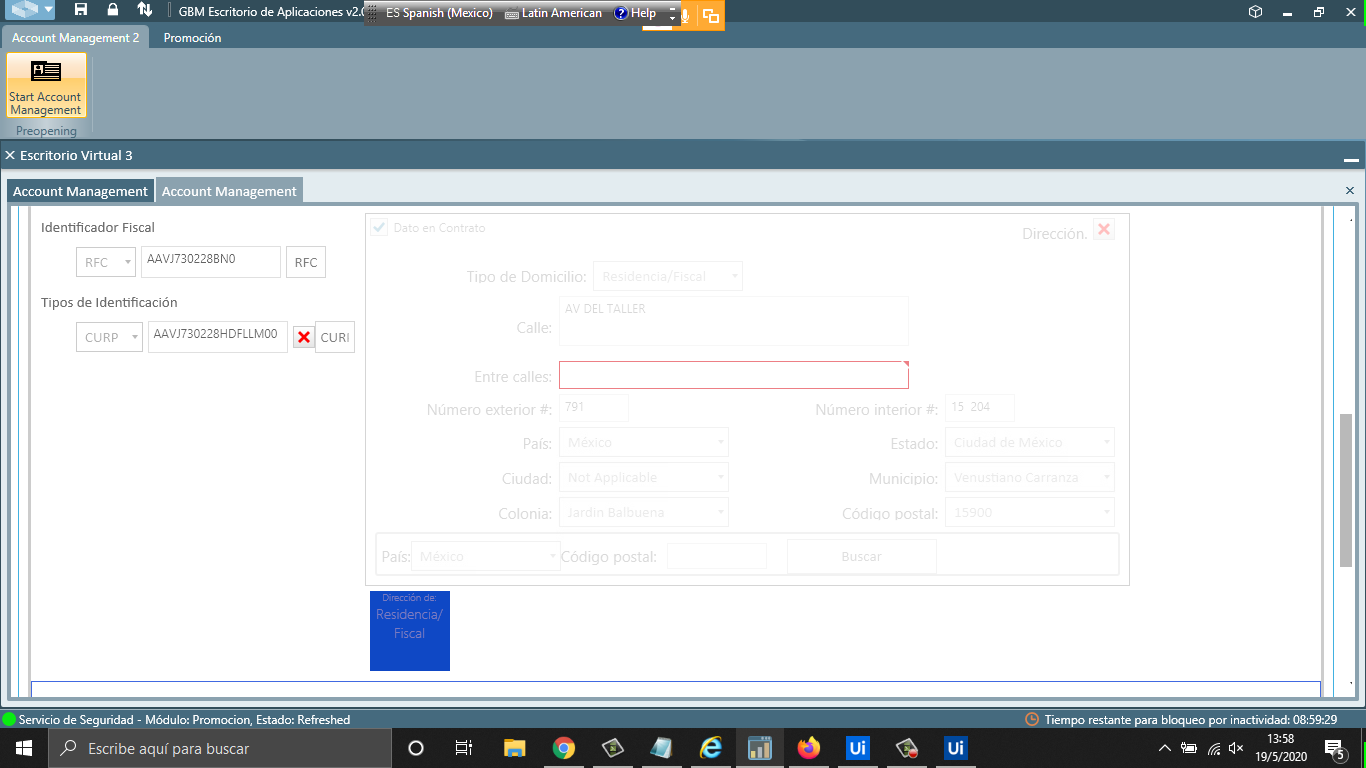 GBM Escritorio de Aplicaciones v2.0
ES Spanish (Mexico) Latin American Help
Account Management 2 Promoción
Start Account
Management
Preopening
Escritorio Virtual 3
Account Management Account Management
Identificador Fiscal
RFC AAVJ730228BN0 RFC
Tipos de Identificación
CURP AAVJ730228HDFLLM00 CURI
Dato en Contrato
Dirección.
Tipo de Domicilio: Residencia/Fiscal
Calle: AV DEL TALLER
Entre calles:
Número exterior #: 791 Número interior #: 15 204
País: México Estado: Ciudad de México
Ciudad: Not Applicable Municipio: Venustiano Carranza
Colonia: Jardin Balbuena Código postal: 15900
País: México Código postal: Buscar
Dirección de:
Residencia/
Fiscal
Servicio de Seguridad - Módulo: Promocion, Estado: Refreshed Tiempo restante para bloqueo por inactividad: 08:59:29
Escribe aquí para buscar
Ui Ui
13:58
19/5/2020
5